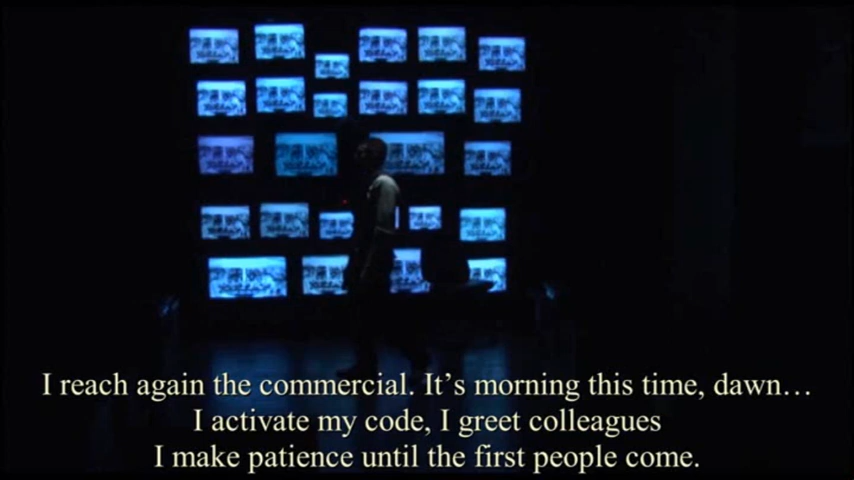 I reach again the commercial. It’s morning this time, dawn…
I activate my code, I greet colleagues
I make patience until the first people come.